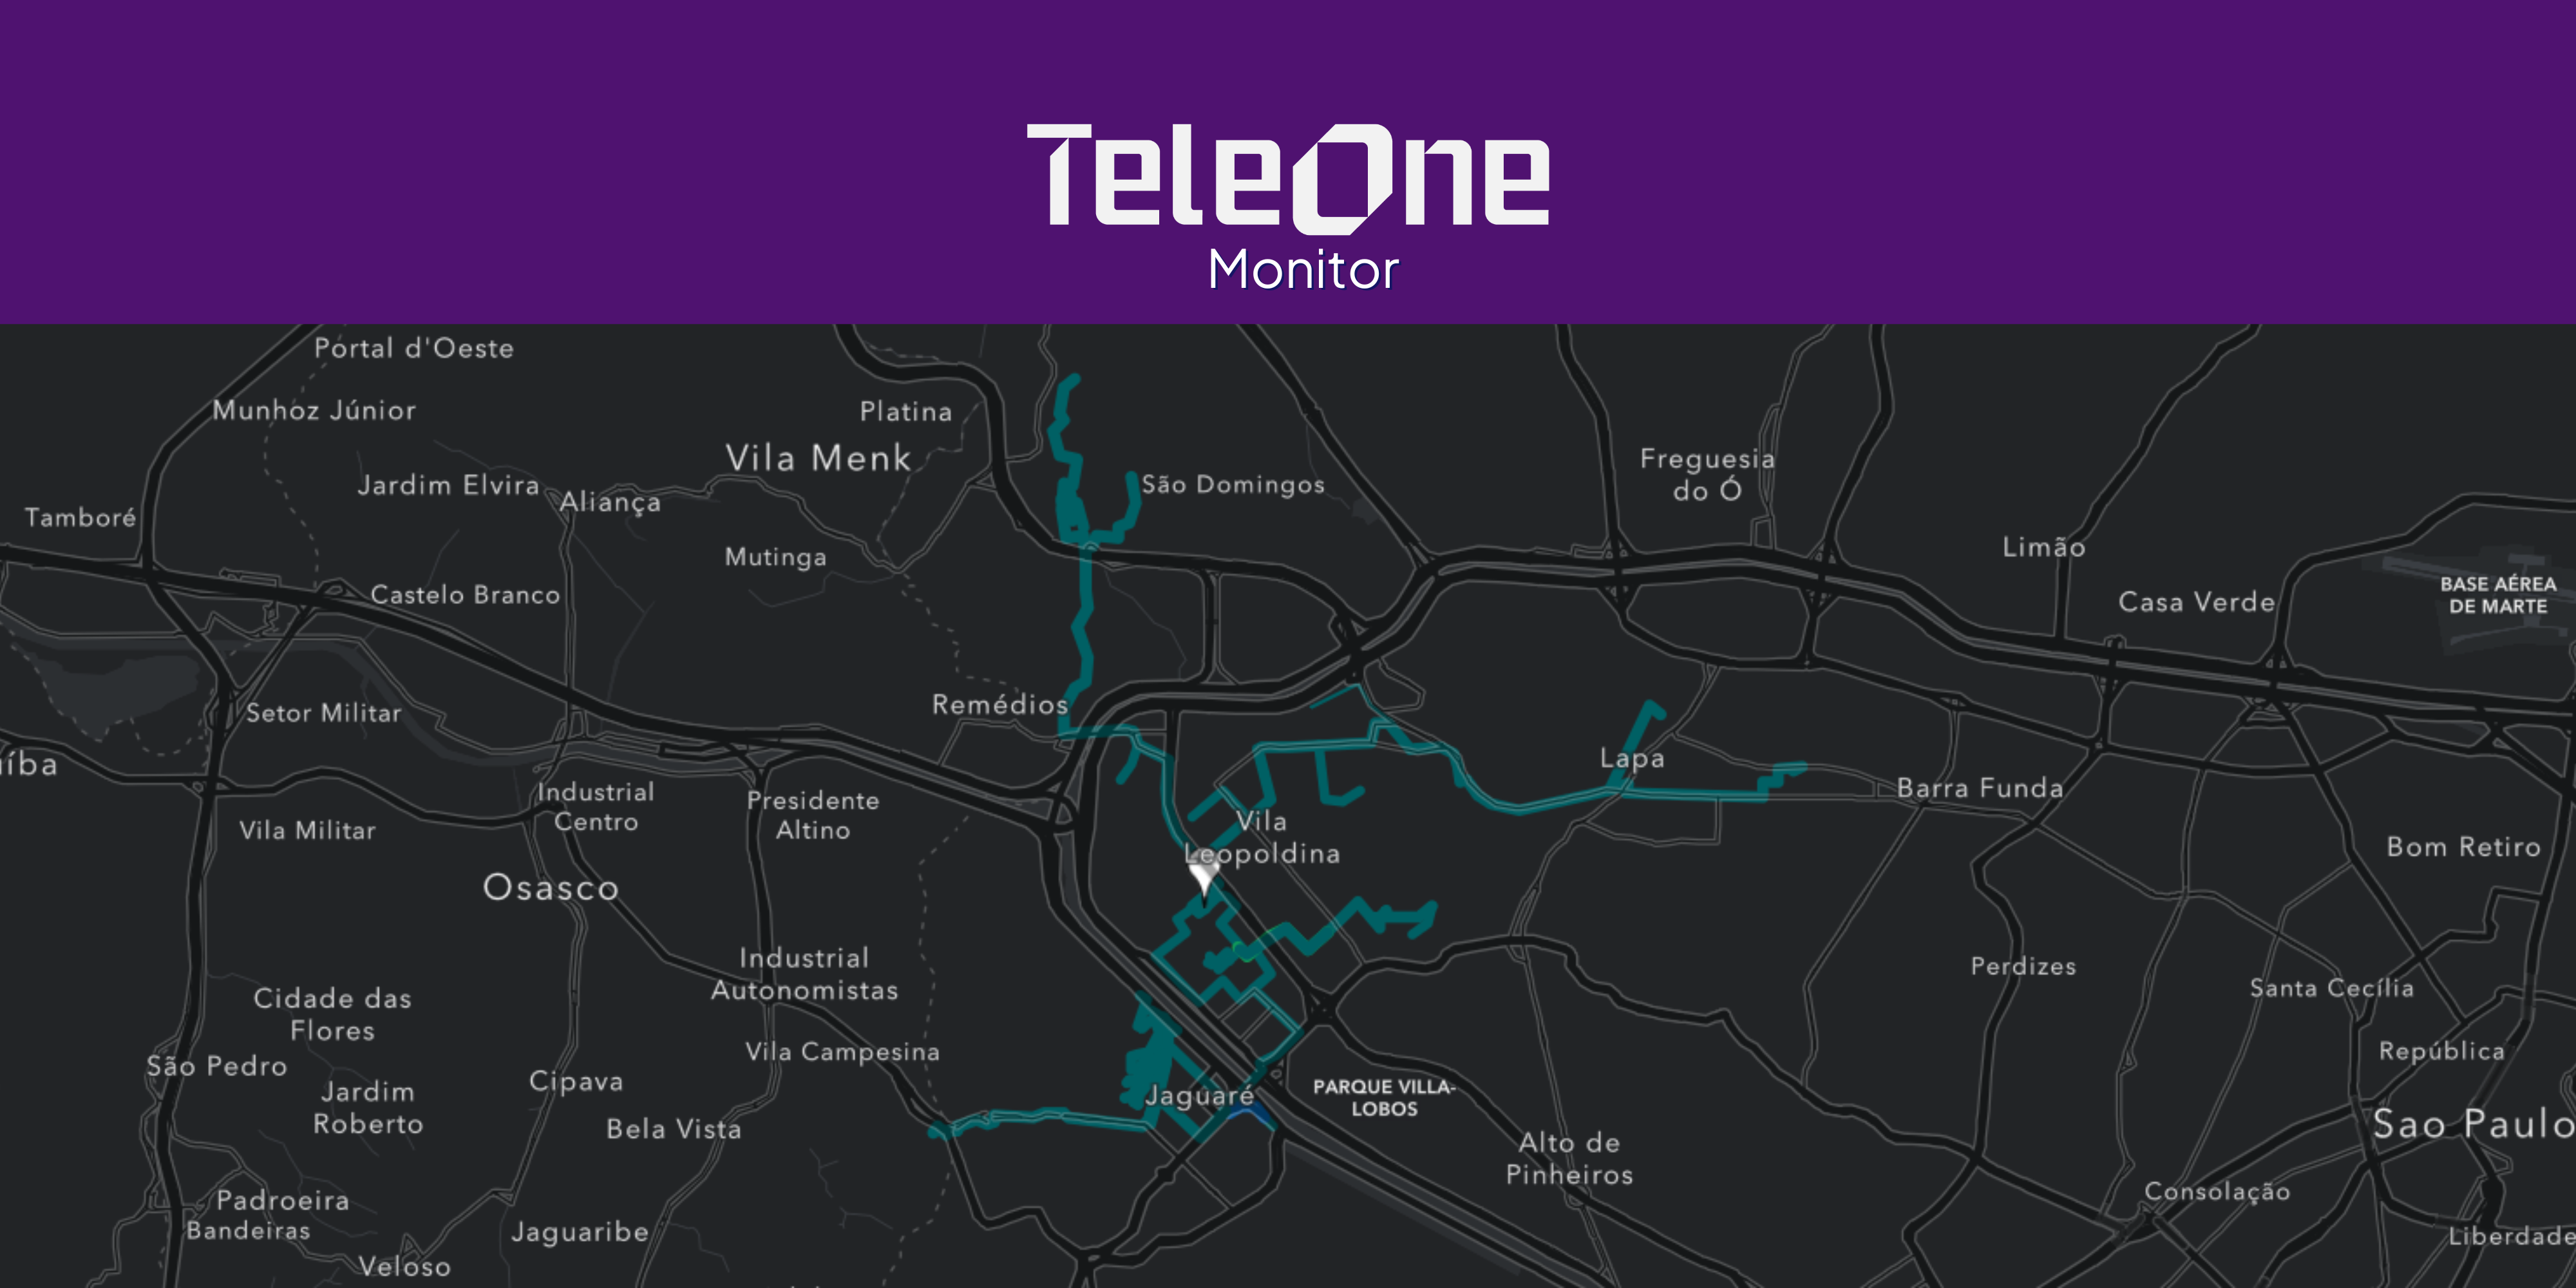 TeleOne
Monitor
Portal d'Oeste
Munhoz Júnior
Platina
Vila Menk
Freguesia
do Ó
Jardim Elvira
São Domingos
Aliança
Tamboré
Limão
Mutinga
BASE AÉREA
DE MARTE
Castelo Branco
Casa Verde
Remédios
Setor Militar
Lapa
íba
Barra Funda
Industrial
Centro
Presidente
Altino
Vila
Leopoldina
Vila Militar
Bom Retiro
Osasco
Industrial
Autonomistas
Perdizes
Santa Cecília
Cidade das
Flores
Vila Campesina
República
São Pedro
Cipava
Jaguaré
PARQUE VILLA-
LOBOS
Jardim
Roberto
Bela Vista
Sao Paulo
Alto de
Pinheiros
Consolação
Padroeira
Bandeiras
Jaguaribe
Liberdade
Veloso